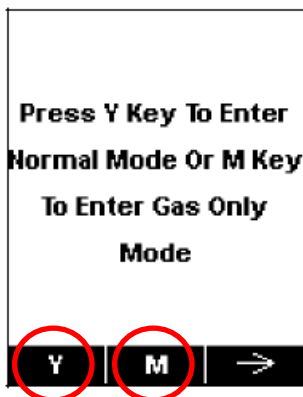 Press Y Key To Enter
Normal Mode Or M Key
To Enter Gas Only
Mode
Y M →